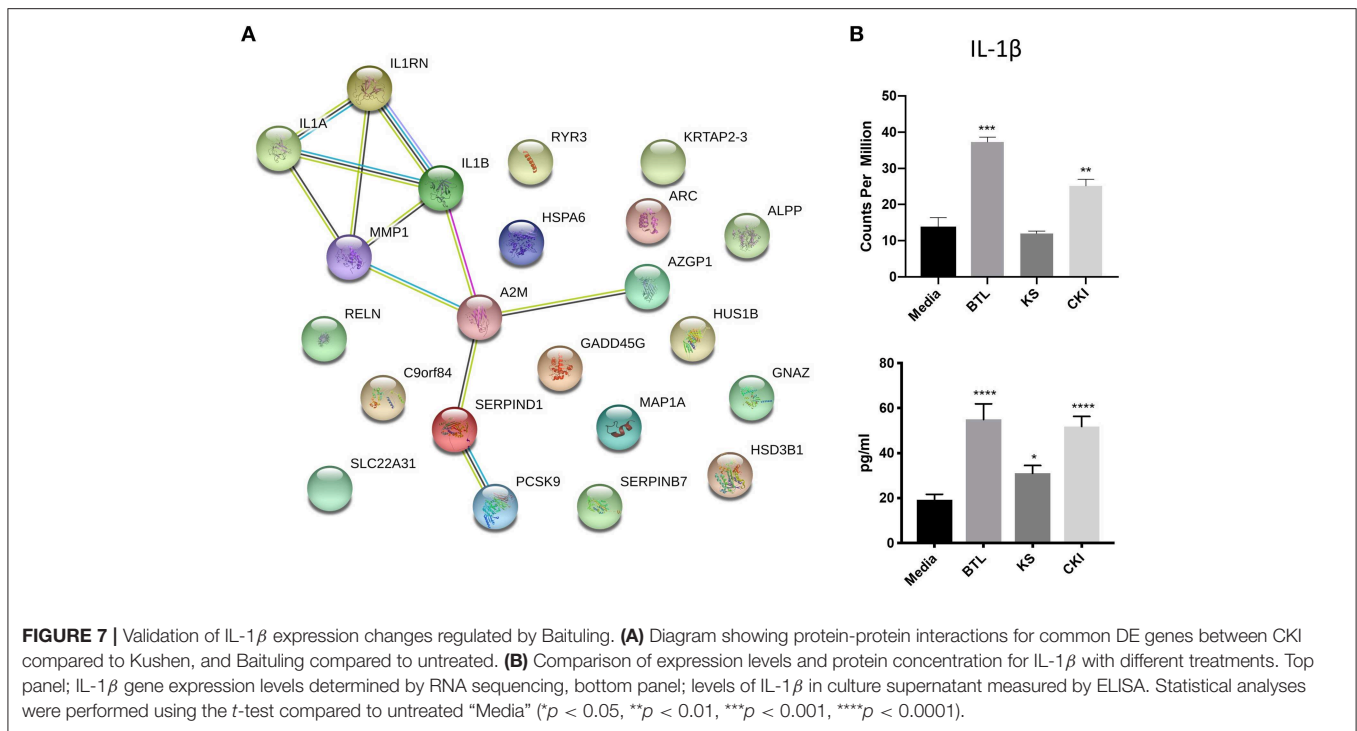 A
IL1RN
IL1A
IL1B
MMP1
RYR3
KRTAP2-3
HSPA6
ARC
ALPP
A2M
AZGP1
RELN
HUS1B
GADD45G
C9orf84
GNAZ
SERPIND1
MAP1A
SLC22A31
HSD3B1
PCSK9
SERPINB7
B
IL-1β
Counts Per Million
50
40
30
20
10
0
***
**
Media
BTL
KS
CKI
pg/ml
80
60
40
20
0
****
*
****
Media
BTL
KS
CKI
FIGURE 7 | Validation of IL-1β expression changes regulated by Baituling. (A) Diagram showing protein-protein interactions for common DE genes between CKI
compared to Kushen, and Baituling compared to untreated. (B) Comparison of expression levels and protein concentration for IL-1β with different treatments. Top
panel; IL-1β gene expression levels determined by RNA sequencing, bottom panel; levels of IL-1β in culture supernatant measured by ELISA. Statistical analyses
were performed using the t-test compared to untreated “Media” (*p < 0.05, **p < 0.01, ***p < 0.001, ****p < 0.0001).